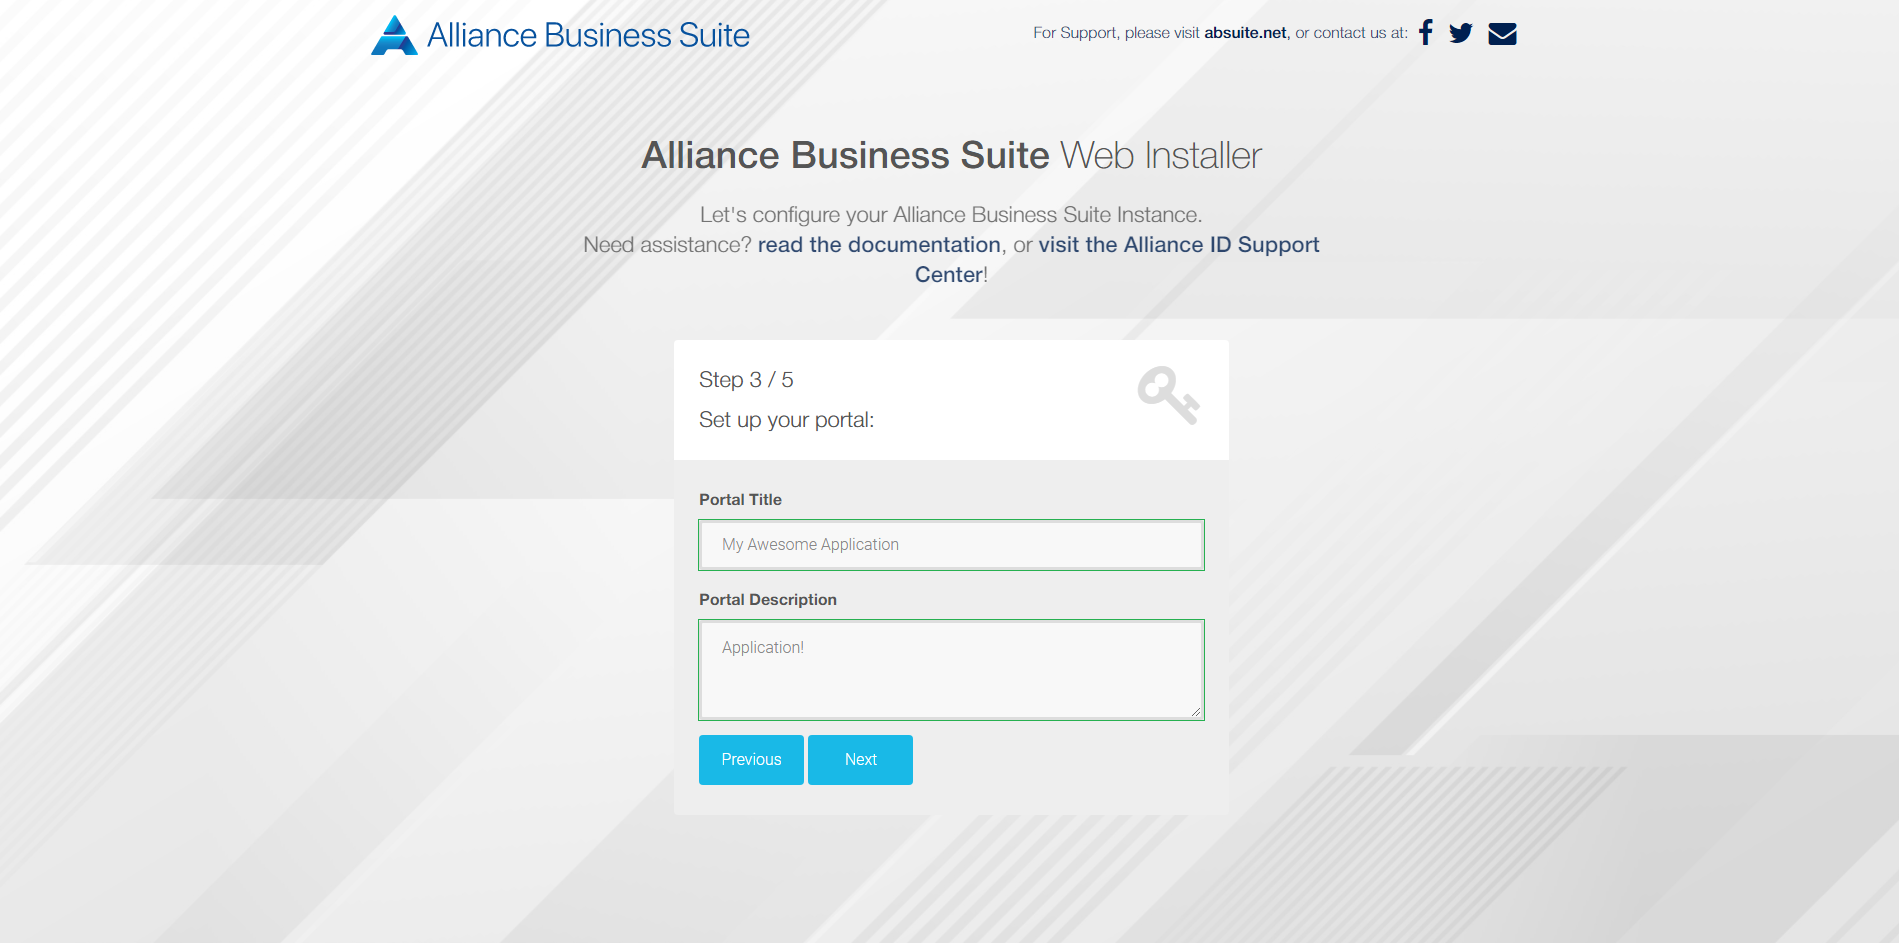 Alliance Business Suite
For Support, please visit absuite.net, or contact us at:
Alliance Business Suite Web Installer
Let's configure your Alliance Business Suite Instance.
Need assistance? read the documentation, or visit the Alliance ID Support
Center!
Step 3 / 5
Set up your portal:
Portal Title
My Awesome Application
Portal Description
Application!
Previous
Next